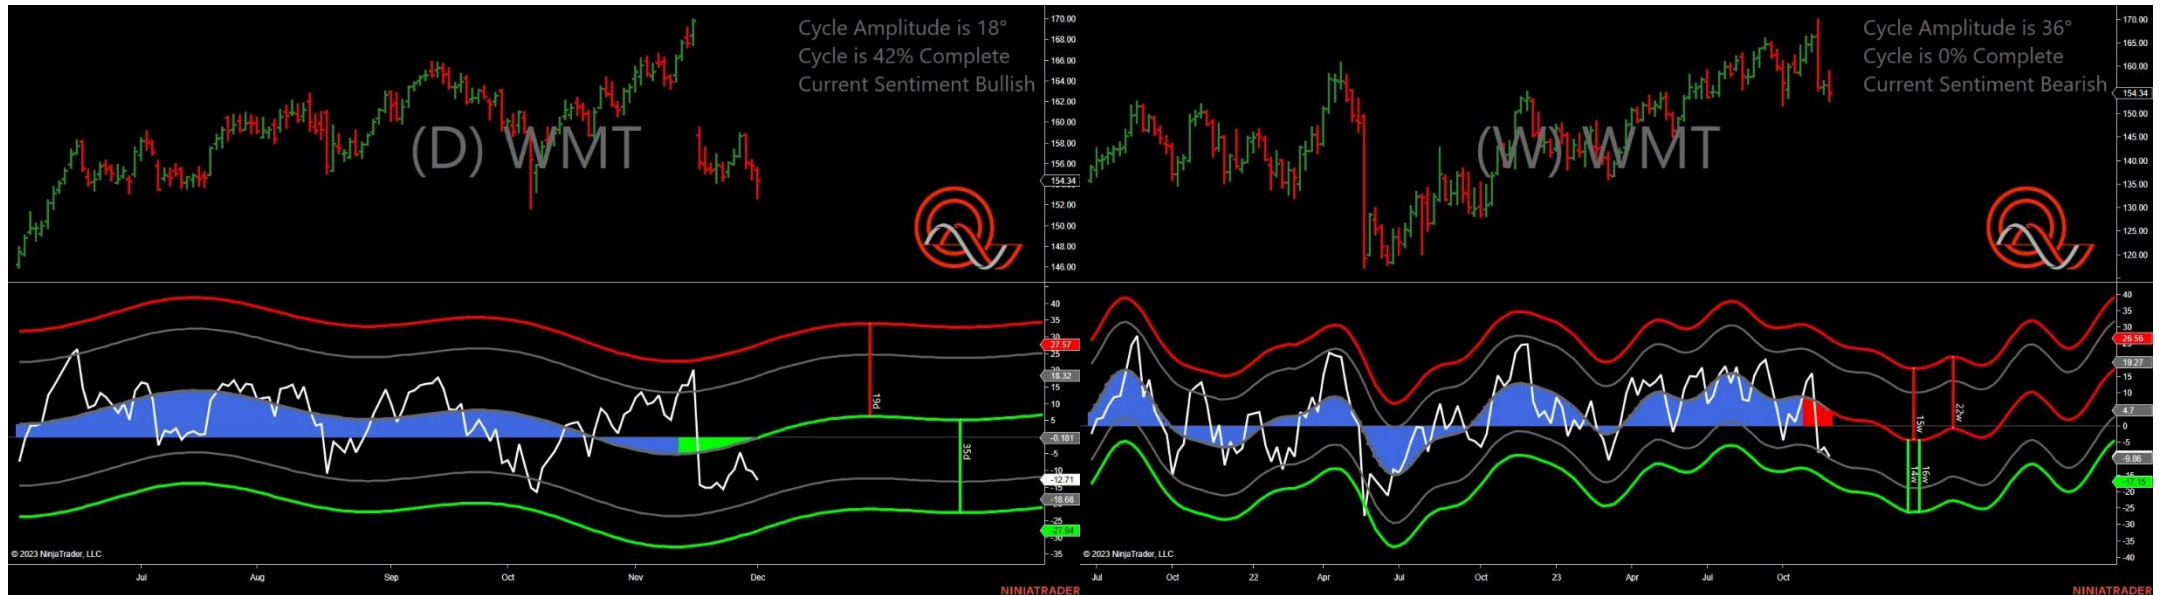 Cycle Amplitude is 18°
Cycle is 42% Complete
Current Sentiment Bullish
(D) WMT
170.00
168.00
166.00
164.00
162.00
160.00
158.00
156.00
154.34
152.00
150.00
148.00
146.00
40
35
30
27.57
25
18.32
15
10
5
-0.181
-5
-10
-12.71
-18.68
-25
-27.94
-35
19d
35d
© 2023 NinjaTrader, LLC
Jul
Aug
Sep
Oct
Nov
Dec
NINJATRADER
Cycle Amplitude is 36°
Cycle is 0% Complete
Current Sentiment Bearish
(W) WMT
170.00
165.00
160.00
154.34
150.00
145.00
140.00
135.00
130.00
125.00
120.00
40
35
30
26.56
19.27
15
10
4.7
0
-5
-9.86
-17.15
-20
-25
-30
-35
-40
15w
22w
14w
16w
© 2023 NinjaTrader, LLC
Jul
Oct
22
Apr
Jul
Oct
23
Apr
Jul
Oct
NINJATRADER